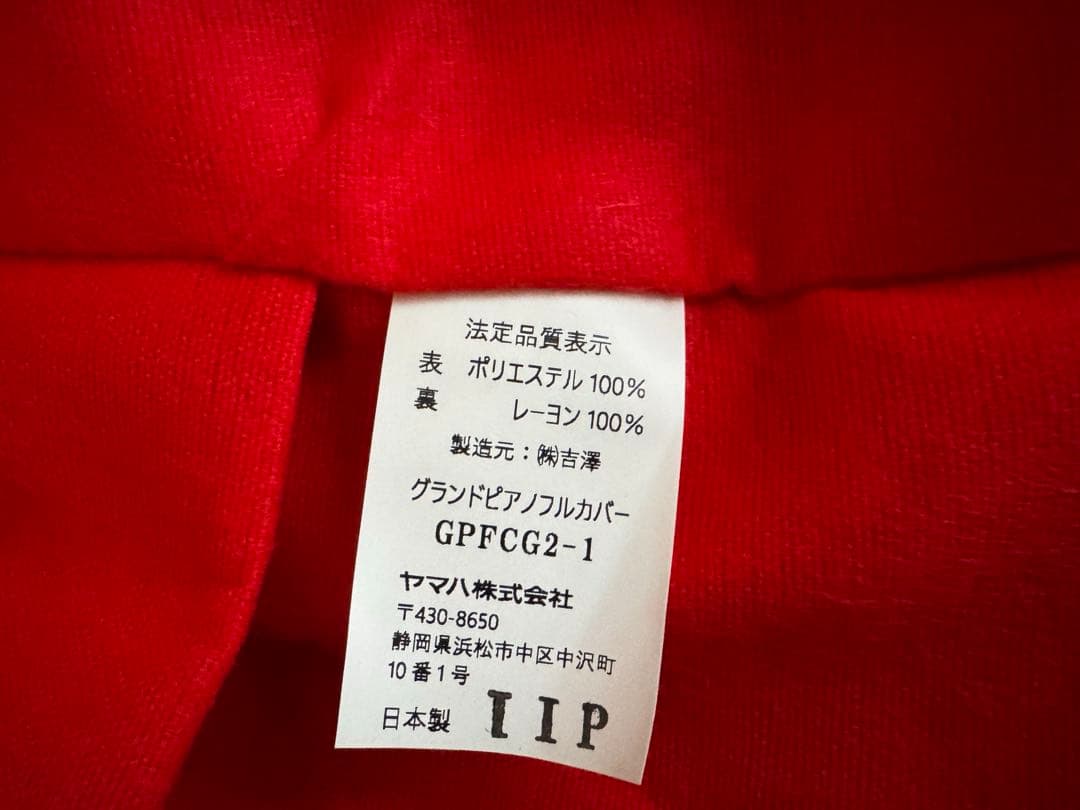 法定品質表示
表 ポリエステル 100%
裏 レーヨン 100%
製造元：㈱吉澤
グランドピアノフルカバー
GPFCG2-1
ヤマハ株式会社
〒430-8650
静岡県浜松市中区中沢町
10番1号
日本製 IIP